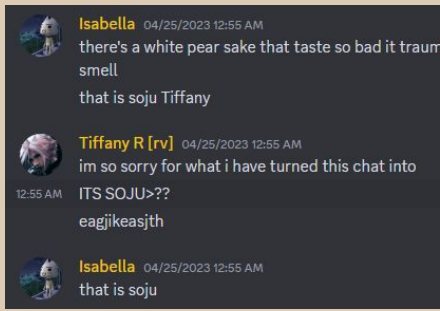 Isabella 04/25/2023 12:55 AM
there's a white pear sake that taste so bad it
smell
that is soju Tiffany
Tiffany R [rv] 04/25/2023 12:55 AM
im so sorry for what i have turned this chat into
12:55 AM ITS SOJU>??
eagjikeasjth
Isabella 04/25/2023 12:55 AM
that is soju